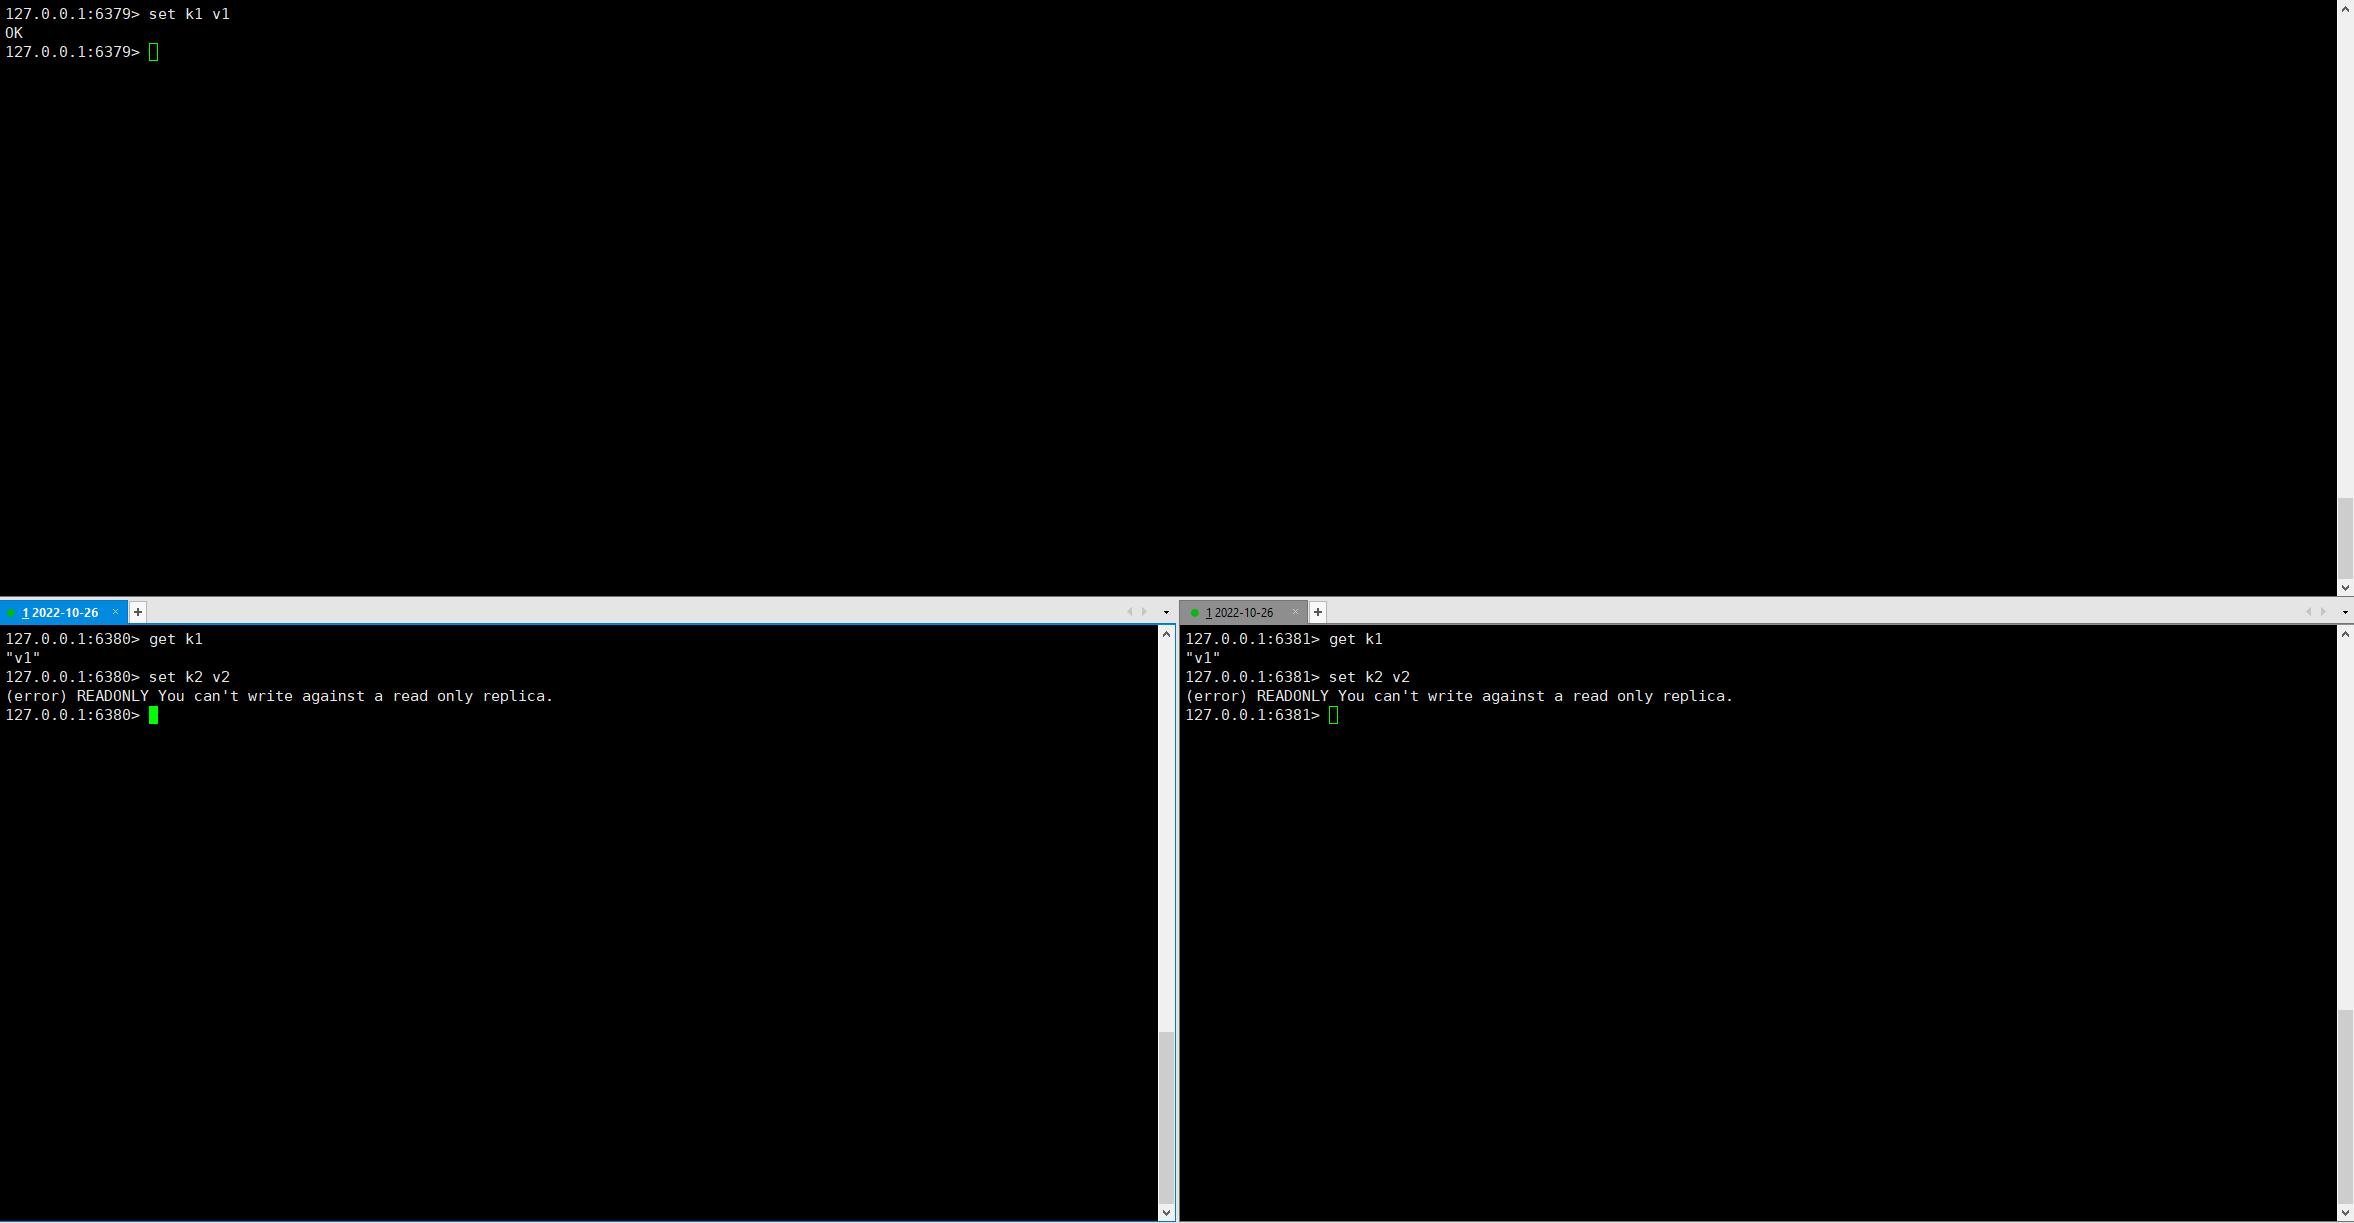 127.0.0.1:6379> set k1 v1
OK
127.0.0.1:6379>
1 2022-10-26
127.0.0.1:6380> get k1
"v1"
127.0.0.1:6380> set k2 v2
(error) READONLY You can't write against a read only replica.
127.0.0.1:6380>
1 2022-10-26
127.0.0.1:6381> get k1
"v1"
127.0.0.1:6381> set k2 v2
(error) READONLY You can't write against a read only replica.
127.0.0.1:6381>